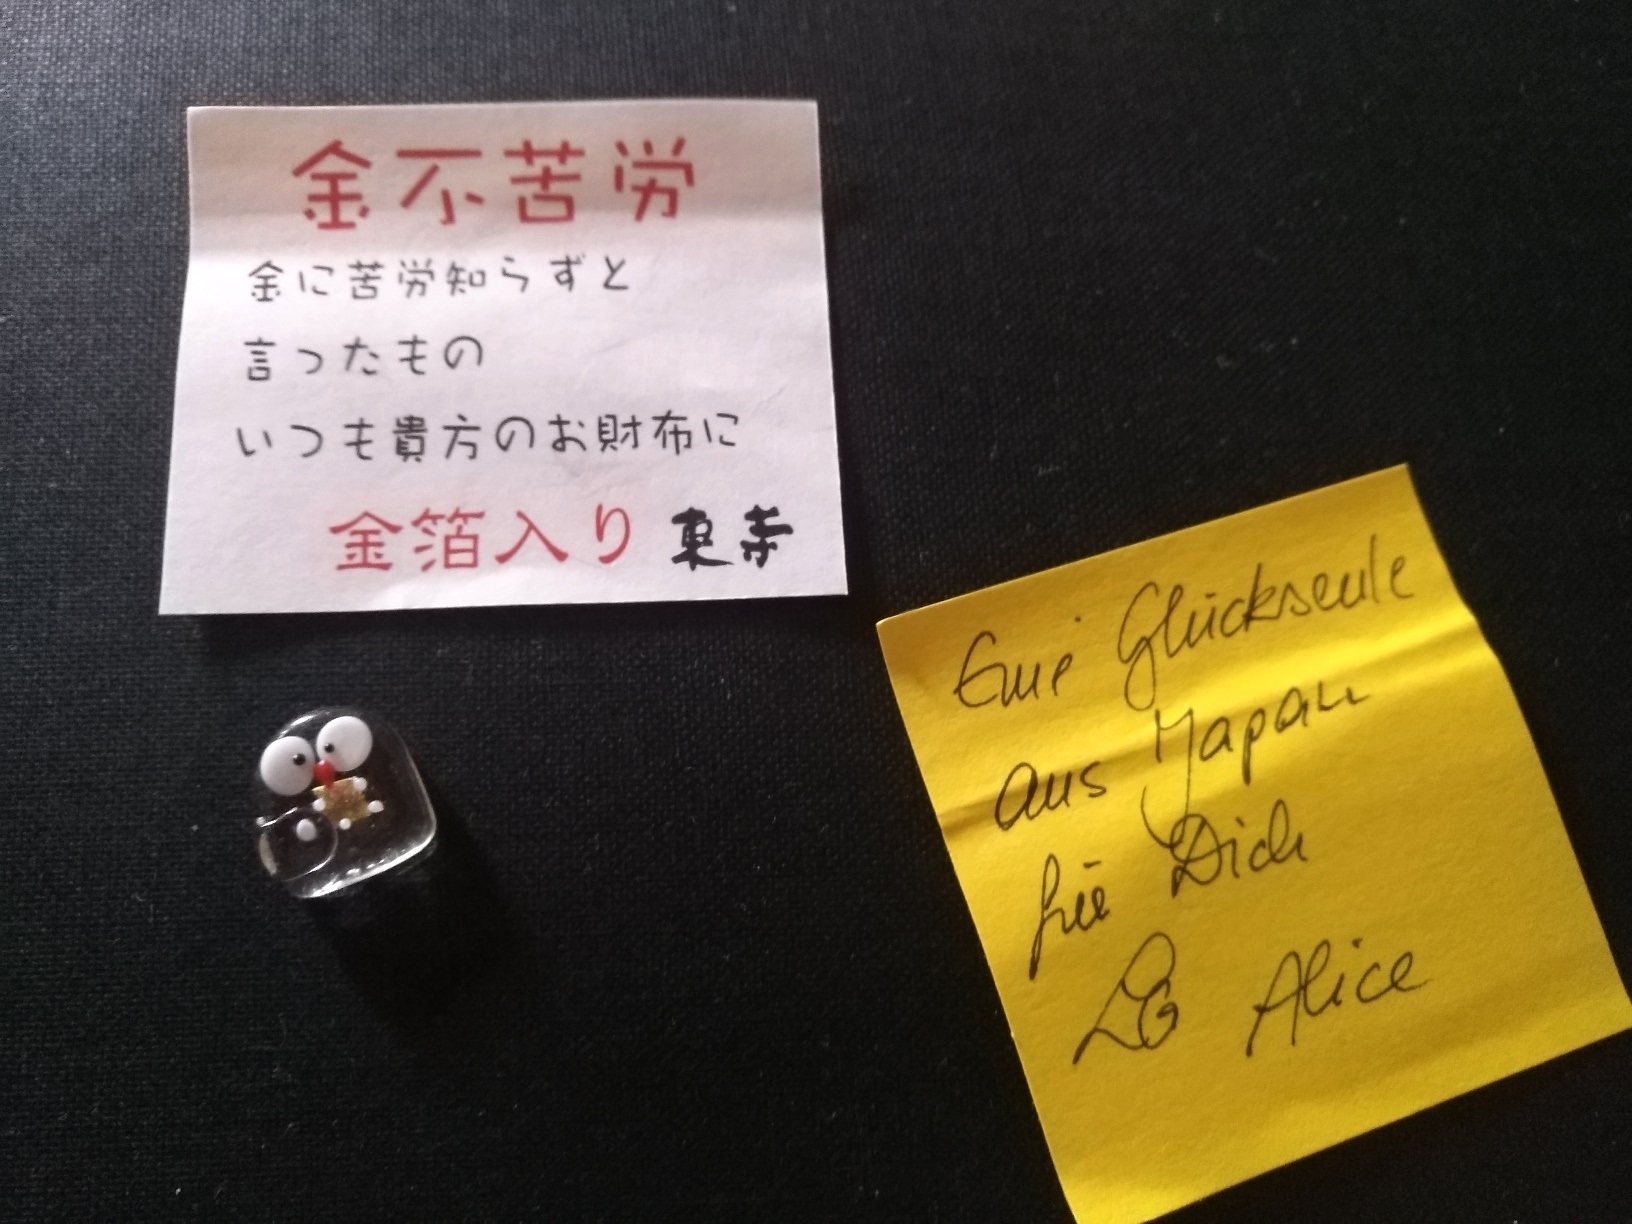 金不苦労
金に苦労知らずと
言ったもの
いつも貴方のお財布に
金箔入り 東寺
Eine Glückseule
aus Japan
für Dich
LG Alice